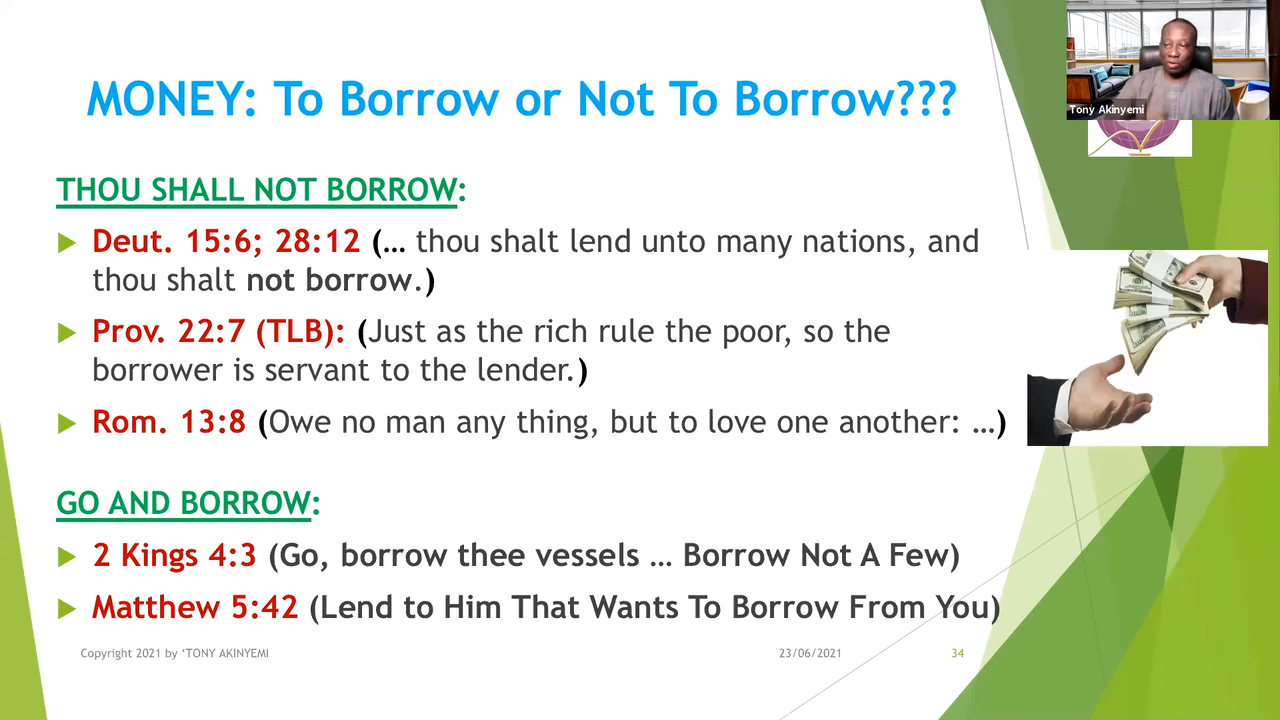 MONEY: To Borrow or Not To Borrow???
Tony Akinyemi
THOU SHALL NOT BORROW:
Deut. 15:6; 28:12 (… thou shalt lend unto many nations, and
thou shalt not borrow.)
Prov. 22:7 (TLB): (Just as the rich rule the poor, so the
borrower is servant to the lender.)
Rom. 13:8 (Owe no man any thing, but to love one another: …)
GO AND BORROW:
2 Kings 4:3 (Go, borrow thee vessels … Borrow Not A Few)
Matthew 5:42 (Lend to Him That Wants To Borrow From You)
Copyright 2021 by ‘TONY AKINYEMI
23/06/2021
34